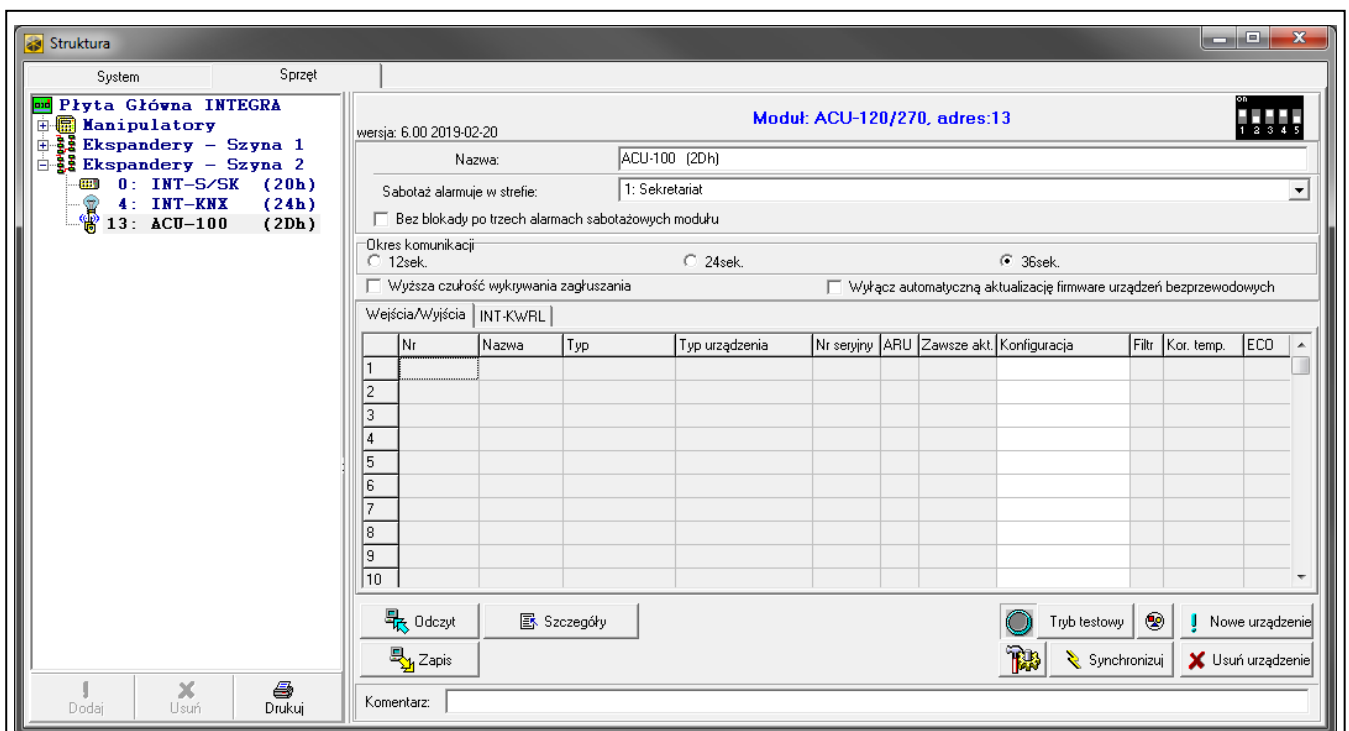 Struktura
System Sprzęt
Płyta Główna INTEGRA
Manipulatory
Ekspandery - Szyna 1
Ekspandery - Szyna 2
0: INT-S/SK (20h)
4: INT-KNX (24h)
13: ACU-100 (2Dh)
Dodaj Usuń Drukuj
wersja: 6.00 2019-02-20
Moduł: ACU-120/270, adres:13
on
1 2 3 4 5
Nazwa: ACU-100 (2Dh)
Sabotaż alarmuje w strefie: 1: Sekretariat
Bez blokady po trzech alarmach sabotażowych modułu
Okres komunikacji
12sek. 24sek. 36sek.
Wyższa czułość wykrywania zagłuszania Wyłącz automatyczną aktualizację firmware urządzeń bezprzewodowych
Wejścia/Wyjścia INT-KWRL
Nr Nazwa Typ Typ urządzenia Nr seryjny ARU Zawsze akt. Konfiguracja Filtr Kor. temp. ECO
1
2
3
4
5
6
7
8
9
10
Odczyt Szczegóły Tryb testowy Nowe urządzenie
Zapis Synchronizuj Usuń urządzenie
Komentarz: